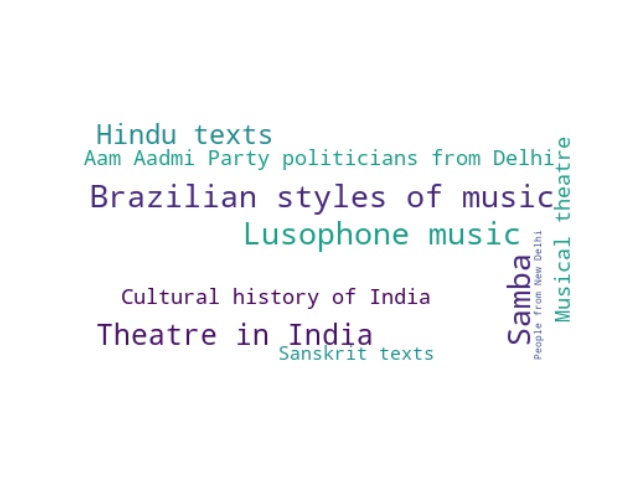 Hindu texts
Aam Aadmi Party politicians from Delhi
Brazilian styles of music
Lusophone music
Cultural history of India
Theatre in India
Sanskrit texts
Samba
People from New Delhi
Musical theatre